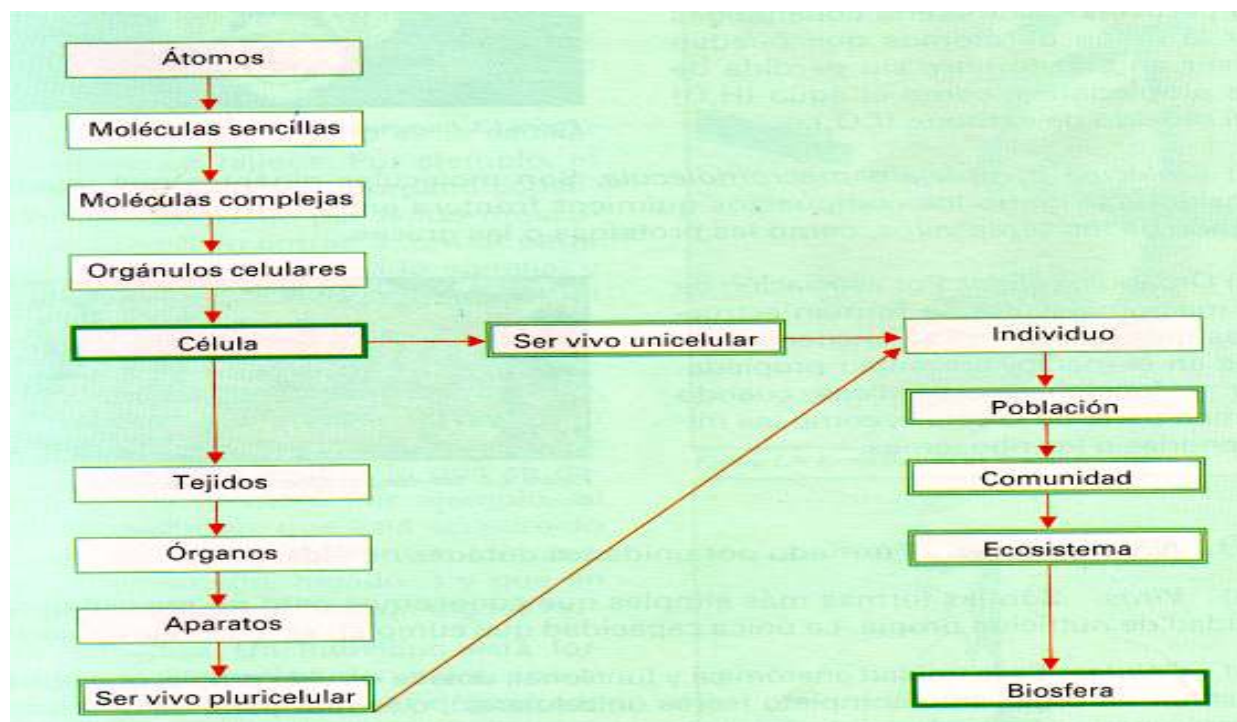 Átomos
Moléculas sencillas
Moléculas complejas
Orgánulos celulares
Célula
Ser vivo unicelular
Individuo
Población
Tejidos
Comunidad
Órganos
Ecosistema
Aparatos
Ser vivo pluricelular
Biosfera